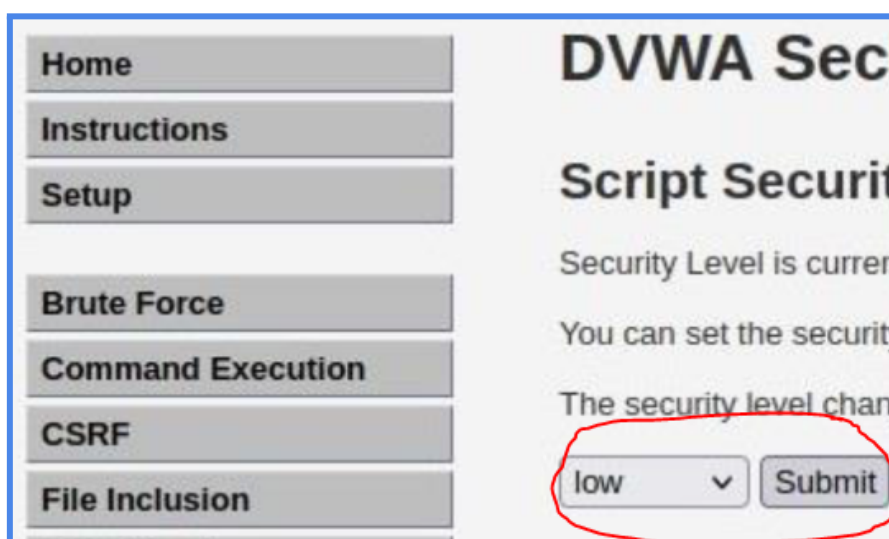 Home
Instructions
Setup
Brute Force
Command Execution
CSRF
File Inclusion
DVWA Sec
Script Securit
Security Level is curren
You can set the security
The security level chan
low
Submit